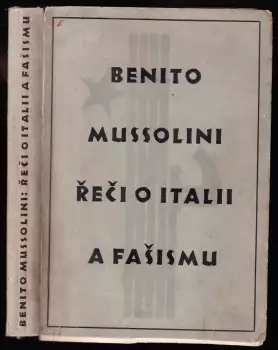 BENITO MUSSOLINI: ŘEČI O ITALII A FAŠISMU
BENITO
MUSSOLINI
ŘEČI O ITALII
A FAŠISMU